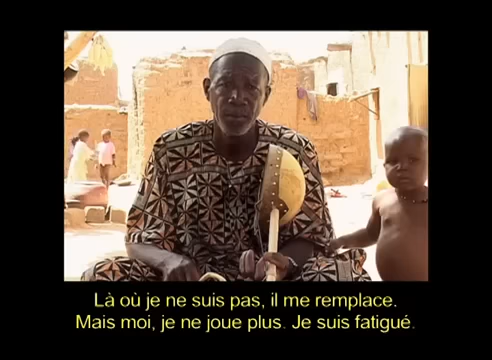 Là où je ne suis pas, il me remplace.
Mais moi, je ne joue plus. Je suis fatigué.